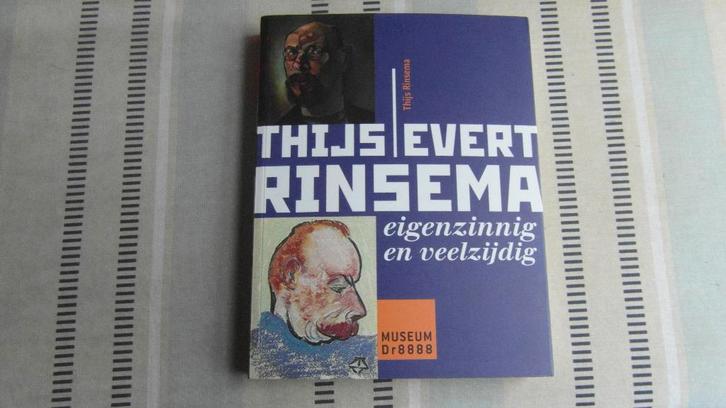 Thijs Rinsema
THIJS EVERT
RINSEMA
eigenzinnig
en veelzijdig
MUSEUM
Dr8888